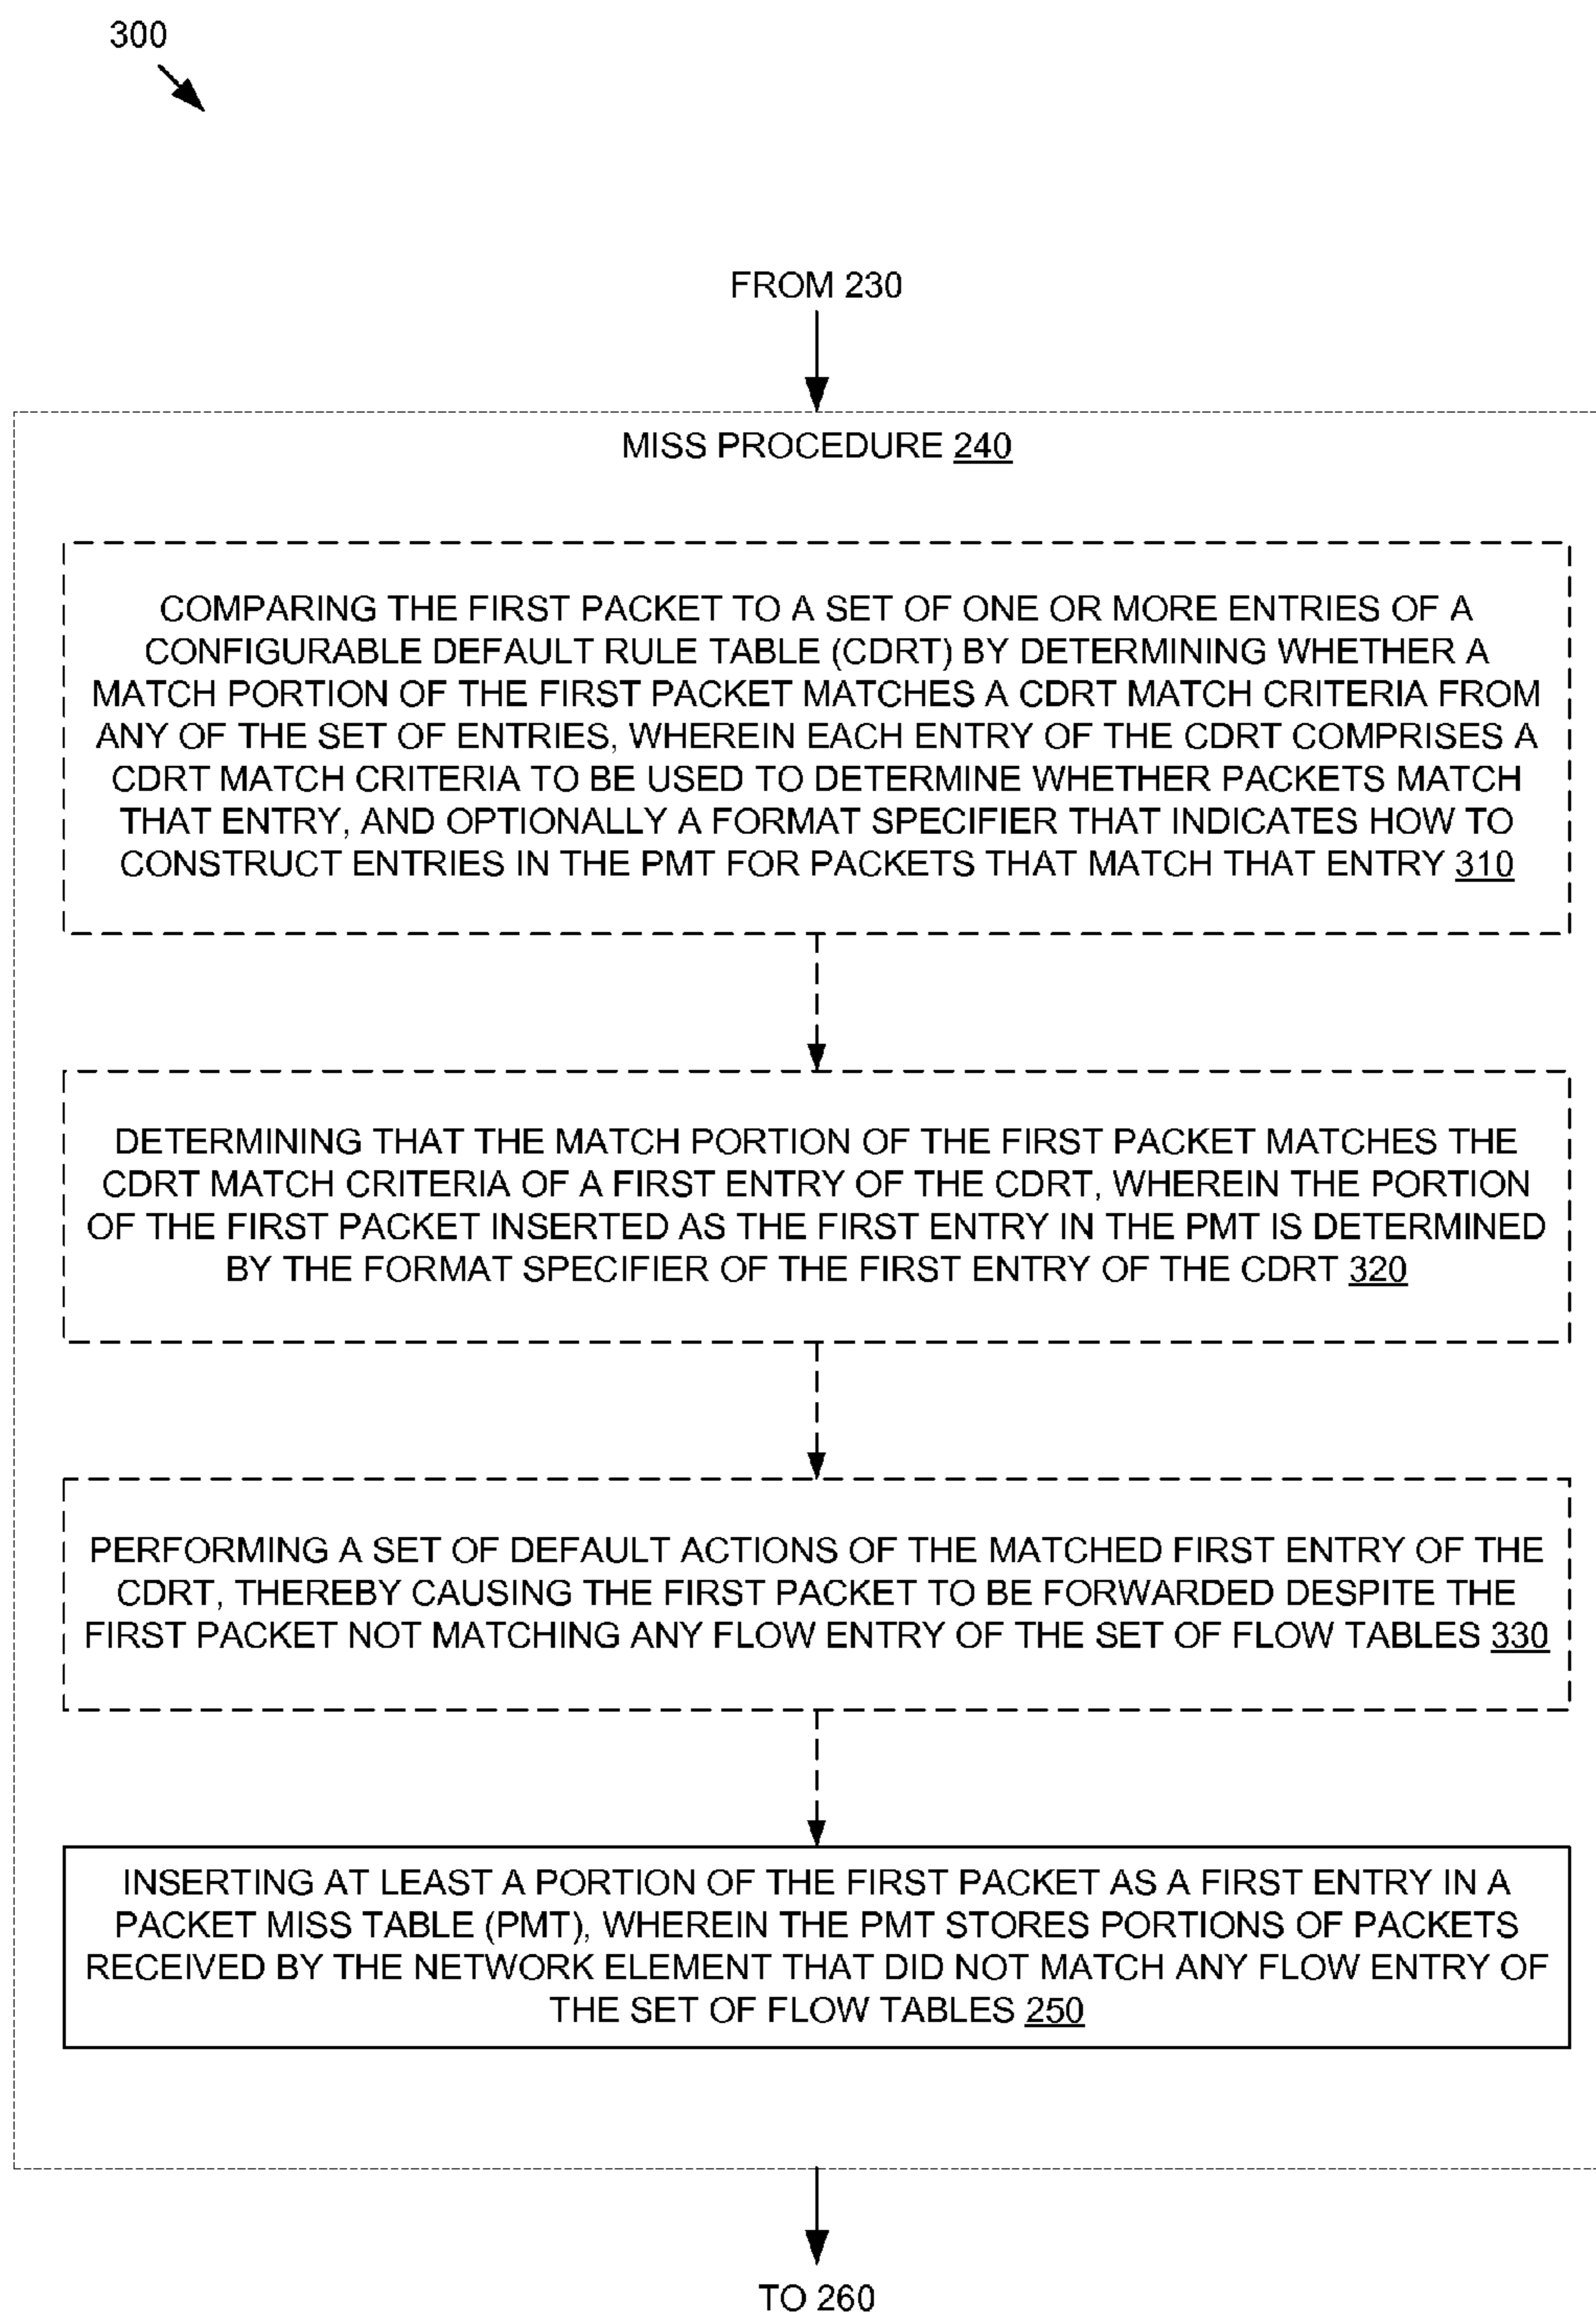 300
FROM 230
MISS PROCEDURE 240
COMPARING THE FIRST PACKET TO A SET OF ONE OR MORE ENTRIES OF A
CONFIGURABLE DEFAULT RULE TABLE (CDRT) BY DETERMINING WHETHER A
MATCH PORTION OF THE FIRST PACKET MATCHES A CDRT MATCH CRITERIA FROM
ANY OF THE SET OF ENTRIES, WHEREIN EACH ENTRY OF THE CDRT COMPRISES A
CDRT MATCH CRITERIA TO BE USED TO DETERMINE WHETHER PACKETS MATCH
THAT ENTRY, AND OPTIONALLY A FORMAT SPECIFIER THAT INDICATES HOW TO
CONSTRUCT ENTRIES IN THE PMT FOR PACKETS THAT MATCH THAT ENTRY 310
DETERMINING THAT THE MATCH PORTION OF THE FIRST PACKET MATCHES THE
CDRT MATCH CRITERIA OF A FIRST ENTRY OF THE CDRT, WHEREIN THE PORTION
OF THE FIRST PACKET INSERTED AS THE FIRST ENTRY IN THE PMT IS DETERMINED
BY THE FORMAT SPECIFIER OF THE FIRST ENTRY OF THE CDRT 320
PERFORMING A SET OF DEFAULT ACTIONS OF THE MATCHED FIRST ENTRY OF THE
CDRT, THEREBY CAUSING THE FIRST PACKET TO BE FORWARDED DESPITE THE
FIRST PACKET NOT MATCHING ANY FLOW ENTRY OF THE SET OF FLOW TABLES 330
INSERTING AT LEAST A PORTION OF THE FIRST PACKET AS A FIRST ENTRY IN A
PACKET MISS TABLE (PMT), WHEREIN THE PMT STORES PORTIONS OF PACKETS
RECEIVED BY THE NETWORK ELEMENT THAT DID NOT MATCH ANY FLOW ENTRY OF
THE SET OF FLOW TABLES 250
TO 260